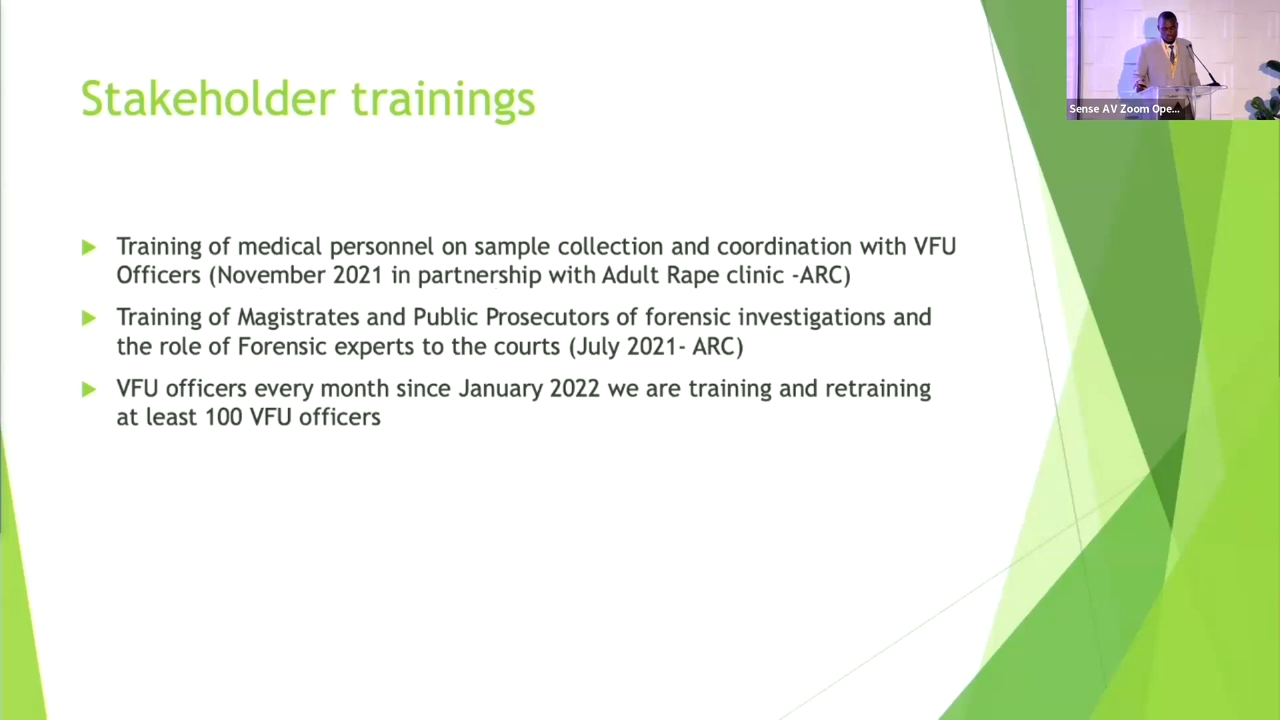 Stakeholder trainings
Sense AV Zoom Ope...
Training of medical personnel on sample collection and coordination with VFU
Officers (November 2021 in partnership with Adult Rape clinic -ARC)
Training of Magistrates and Public Prosecutors of forensic investigations and
the role of Forensic experts to the courts (July 2021- ARC)
VFU officers every month since January 2022 we are training and retraining
at least 100 VFU officers